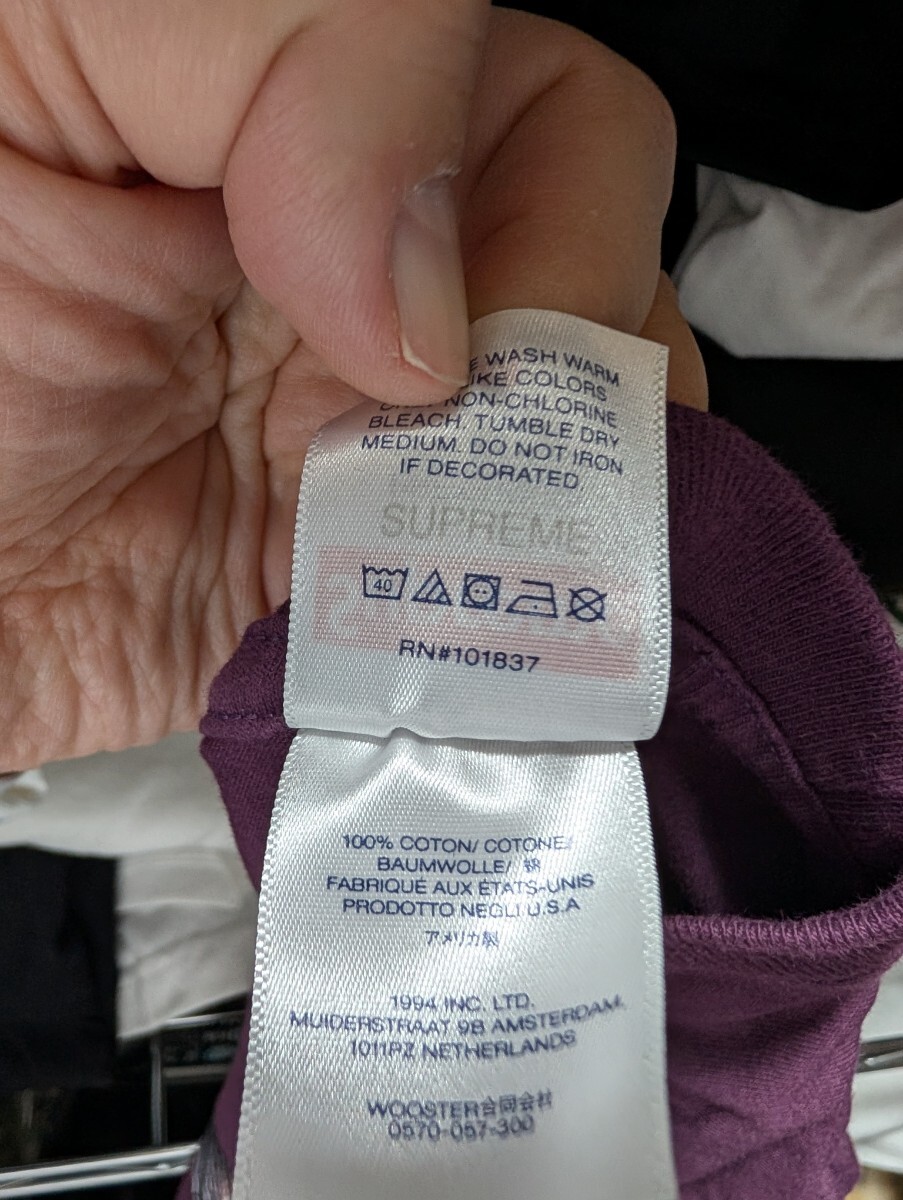 WASH WARM
LIKE COLORS
ONLY NON-CHLORINE
BLEACH. TUMBLE DRY
MEDIUM. DO NOT IRON
IF DECORATED.
SUPREME
40
RN#101837
100% COTON/ COTONE/
BAUMWOLLE/ 綿
FABRIQUÉ AUX ÉTATS-UNIS
PRODOTTO NEGLI U.S.A
アメリカ製
1994 INC. LTD.
MUIDERSTRAAT 9B AMSTERDAM,
1011PZ NETHERLANDS
WOOSTER合同会社
0570-057-300